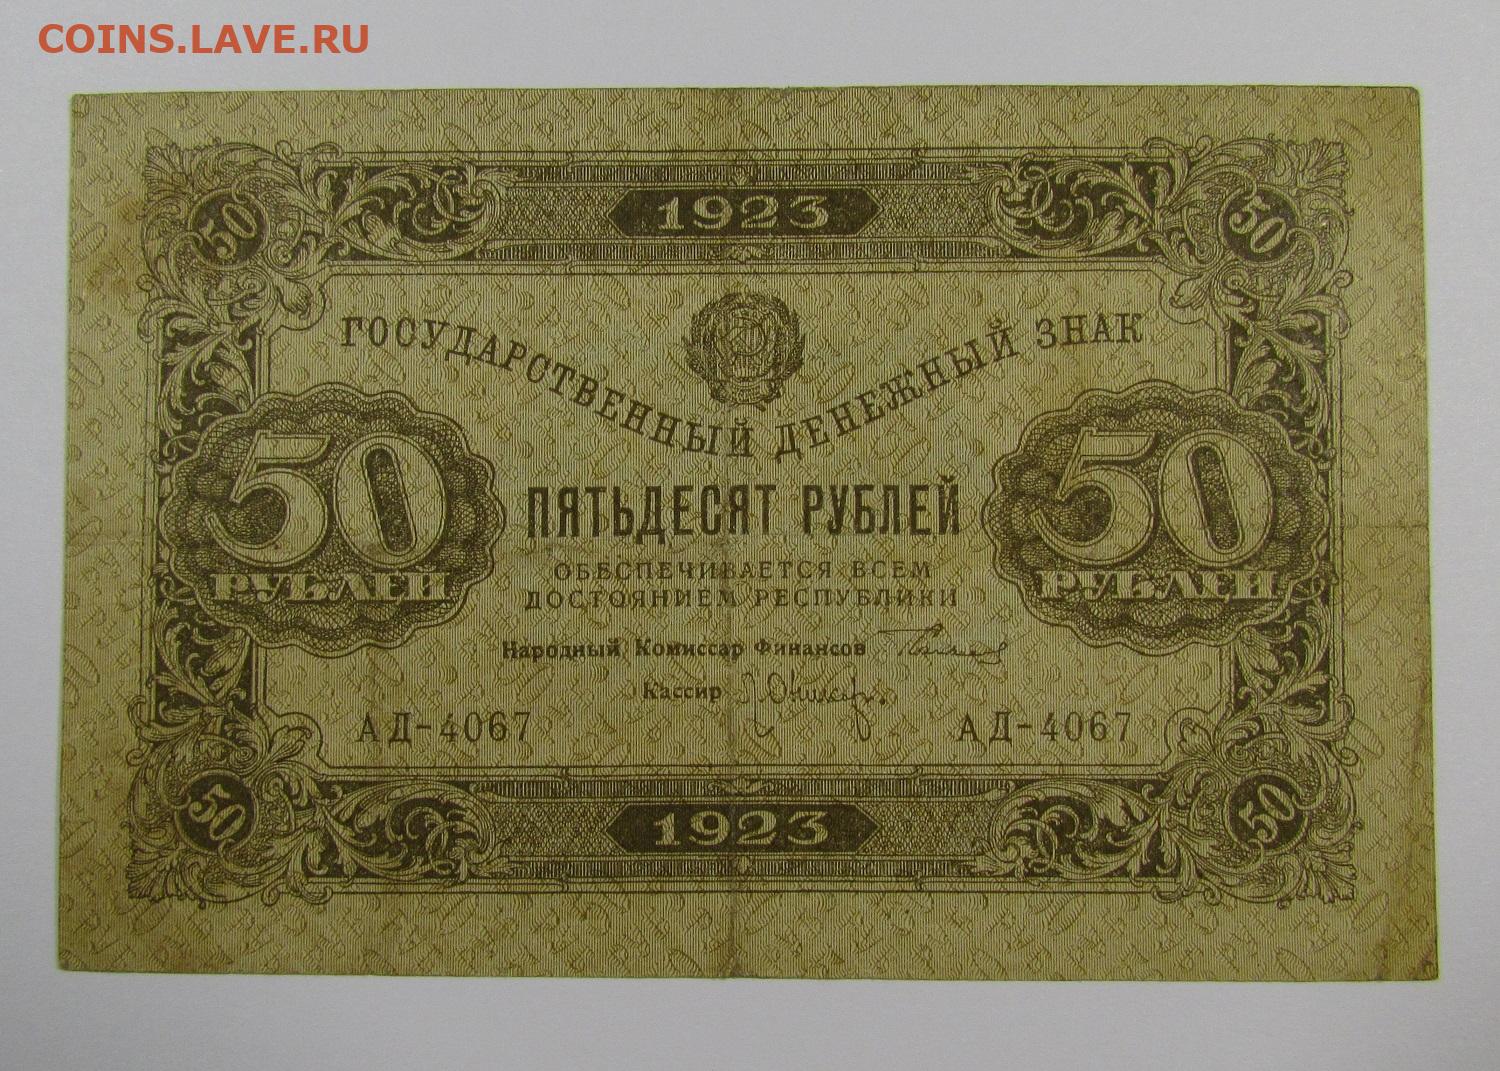 COINS.LAVE.RU
1923
50 50
ГОСУДАРСТВЕННЫЙ ДЕНЕЖНЫЙ ЗНАК
50 РУБЛЕЙ
ПЯТЬДЕСЯТ РУБЛЕЙ
50 РУБЛЕЙ
ОБЕСПЕЧИВАЕТСЯ ВСЕМ
ДОСТОЯНИЕМ РЕСПУБЛИКИ
Народный Комиссар Финансов
Кассир
АД-4067 АД-4067
50 50
1923